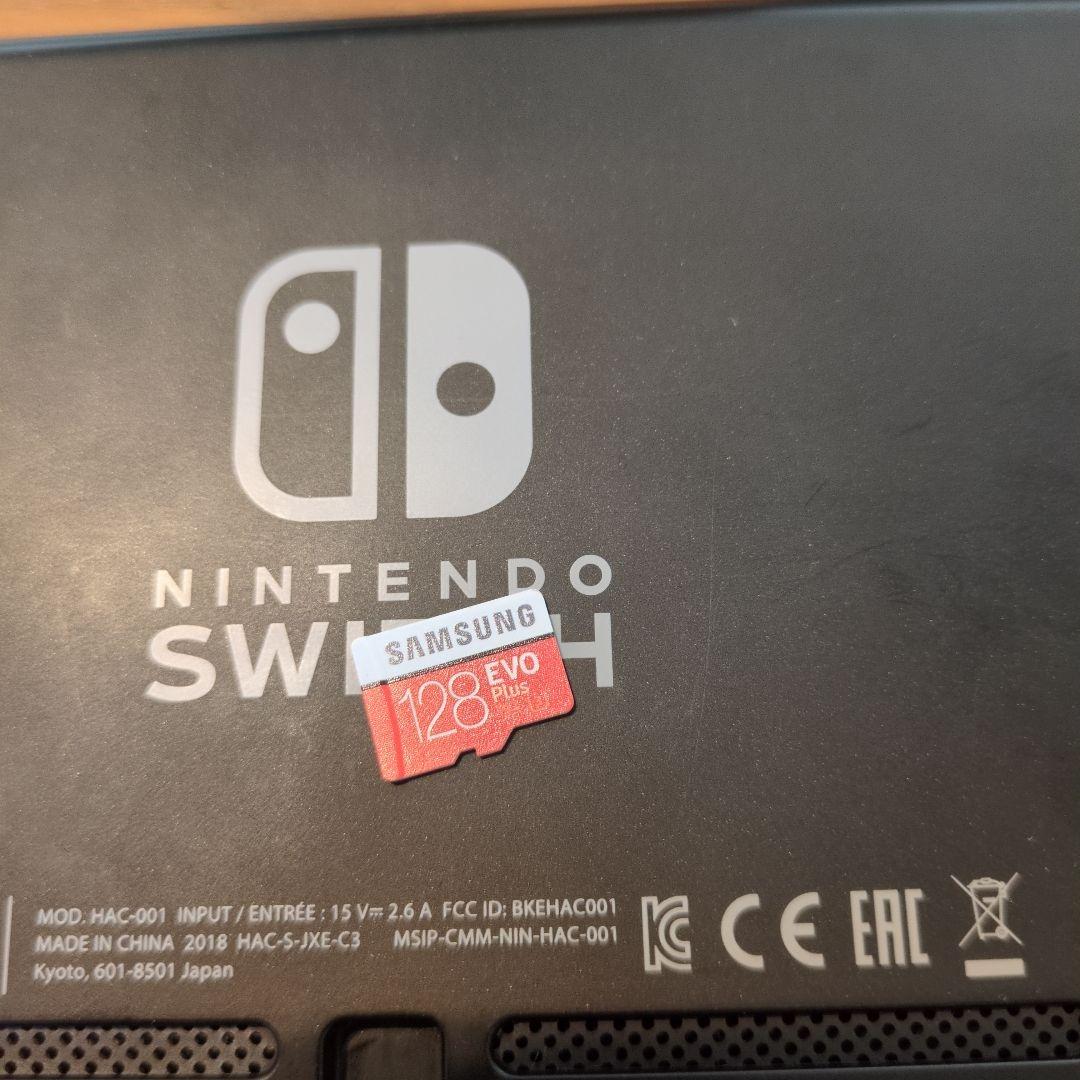 NINTENDO
SW H
SAMSUNG
128 EVO
Plus
MOD. HAC-001 INPUT / ENTRÉE : 15 V⎓ 2.6 A FCC ID: BKEHAC001
MADE IN CHINA 2018 HAC-S-JXE-C3 MSIP-CMM-NIN-HAC-001
Kyoto, 601-8501 Japan
KC CE EAC